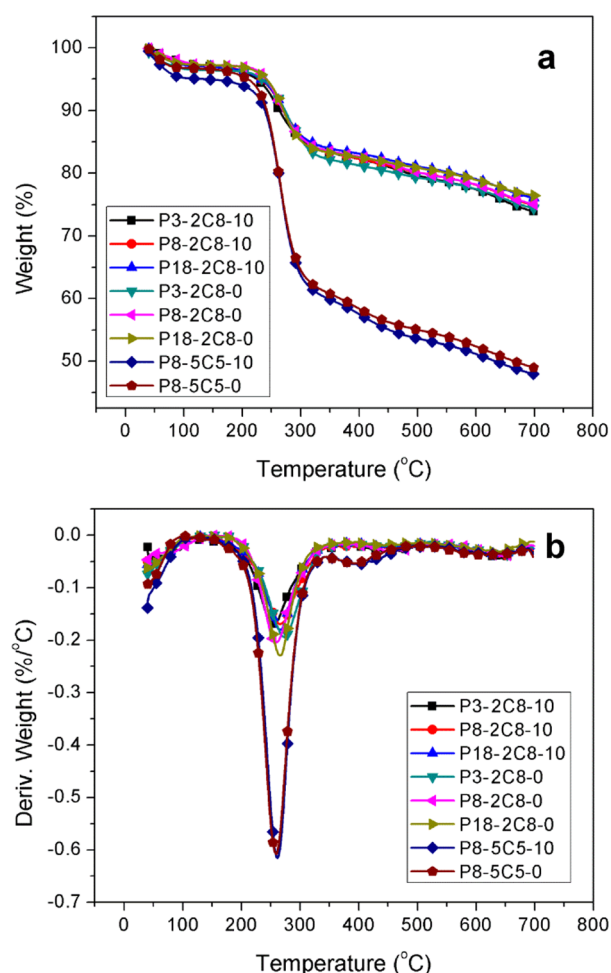 a
100
90
80
70
60
50
Weight (%)
P3-2C8-10
P8-2C8-10
P18-2C8-10
P3-2C8-0
P8-2C8-0
P18-2C8-0
P8-5C5-10
P8-5C5-0
0 100 200 300 400 500 600 700 800
Temperature (°C)
b
0.0
-0.1
-0.2
-0.3
-0.4
-0.5
-0.6
-0.7
Deriv. Weight (%/°C)
P3-2C8-10
P8-2C8-10
P18-2C8-10
P3-2C8-0
P8-2C8-0
P18-2C8-0
P8-5C5-10
P8-5C5-0
0 100 200 300 400 500 600 700 800
Temperature (°C)